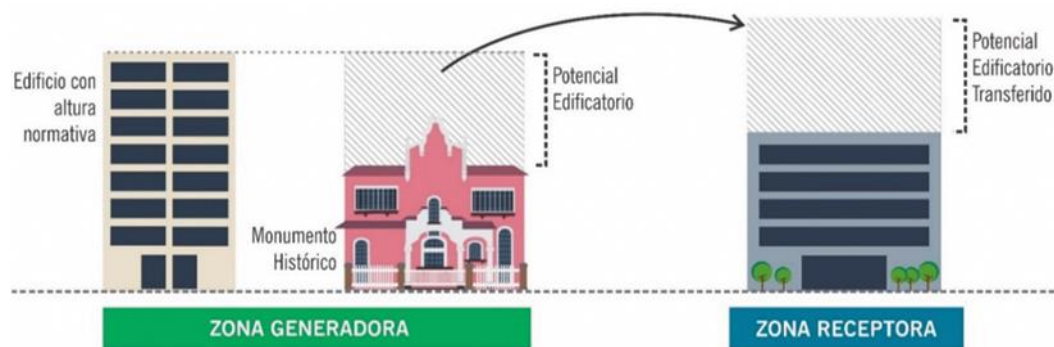 Edificio con
altura
normativa
Potencial
Edificatorio
Potencial
Edificatorio
Transferido
Monumento
Histórico
ZONA GENERADORA
ZONA RECEPTORA